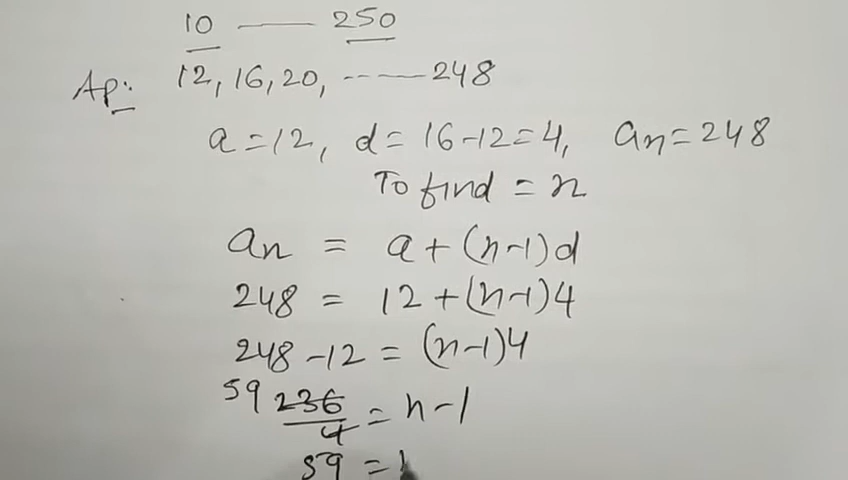 10 —— 250
Ap:. 12, 16, 20, ------ 248
a = 12, d = 16-12 = 4, an = 248
To find = n
an = a + (n-1)d
248 = 12 + (n-1)4
248 - 12 = (n-1)4
59 236/4 = n-1
59 =